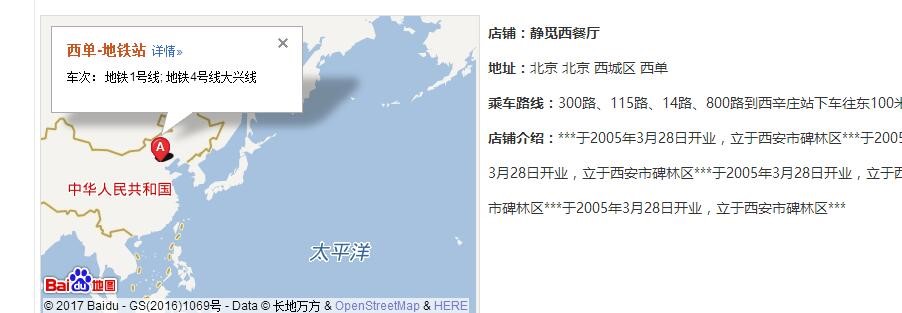 西单-地铁站 详情»
车次：地铁1号线; 地铁4号线大兴线
A
中华人民共和国
太平洋
Bai du 地图
© 2017 Baidu - GS(2016)1069号 - Data © 长地万方 & OpenStreetMap & HERE
店铺：静觅西餐厅
地址：北京 北京 西城区 西单
乘车路线：300路、115路、14路、800路到西辛庄站下车往东100米
店铺介绍：***于2005年3月28日开业，立于西安市碑林区***于2005
3月28日开业，立于西安市碑林区***于2005年3月28日开业，立于西
市碑林区***于2005年3月28日开业，立于西安市碑林区***